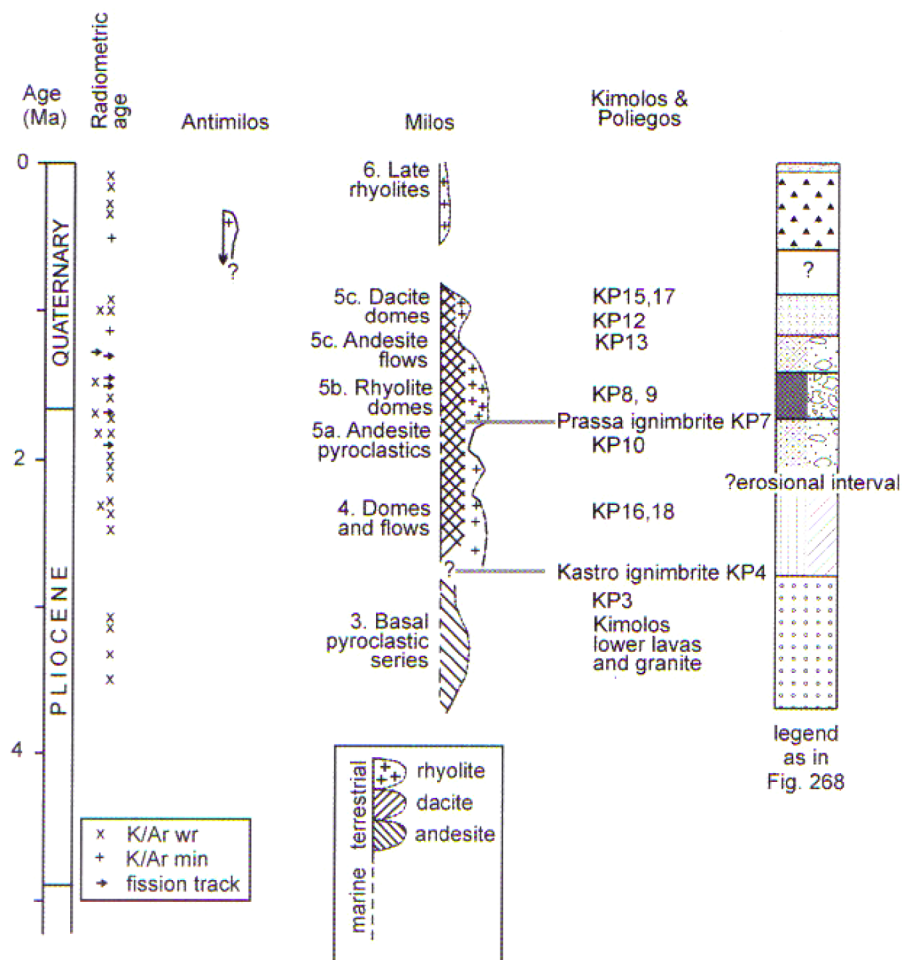 Age
(Ma)
Radiometric
age
Antimilos
Milos
Kimolos &
Poliegos
0
2
4
QUATERNARY
PLIOCENE
?
6. Late
rhyolites
5c. Dacite
domes
5c. Andesite
flows
5b. Rhyolite
domes
5a. Andesite
pyroclastics
4. Domes
and flows
?
3. Basal
pyroclastic
series
KP15,17
KP12
KP13
KP8, 9
Prassa ignimbrite KP7
KP10
KP16,18
Kastro ignimbrite KP4
KP3
Kimolos
lower lavas
and granite
?
?erosional interval
legend
as in
Fig. 268
x K/Ar wr
+ K/Ar min
→ fission track
terrestrial
marine
rhyolite
dacite
andesite